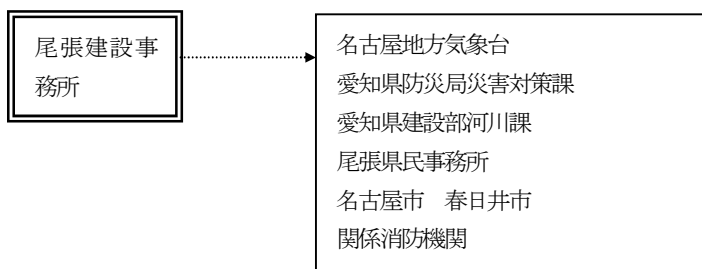 尾張建設事
務所
名古屋地方気象台
愛知県防災局災害対策課
愛知県建設部河川課
尾張県民事務所
名古屋市　春日井市
関係消防機関